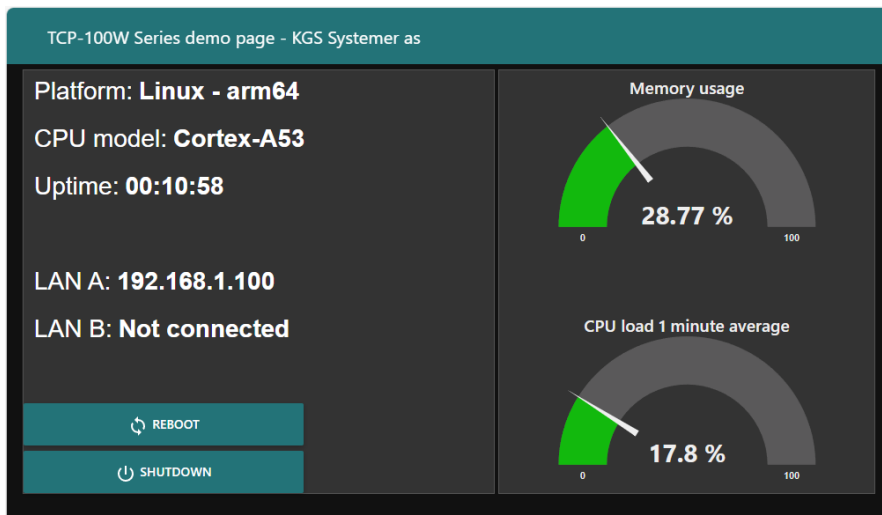 TCP-100W Series demo page - KGS Systemer as
Platform: Linux - arm64
CPU model: Cortex-A53
Uptime: 00:10:58
LAN A: 192.168.1.100
LAN B: Not connected
REBOOT
SHUTDOWN
Memory usage
28.77 %
0 100
CPU load 1 minute average
17.8 %
0 100